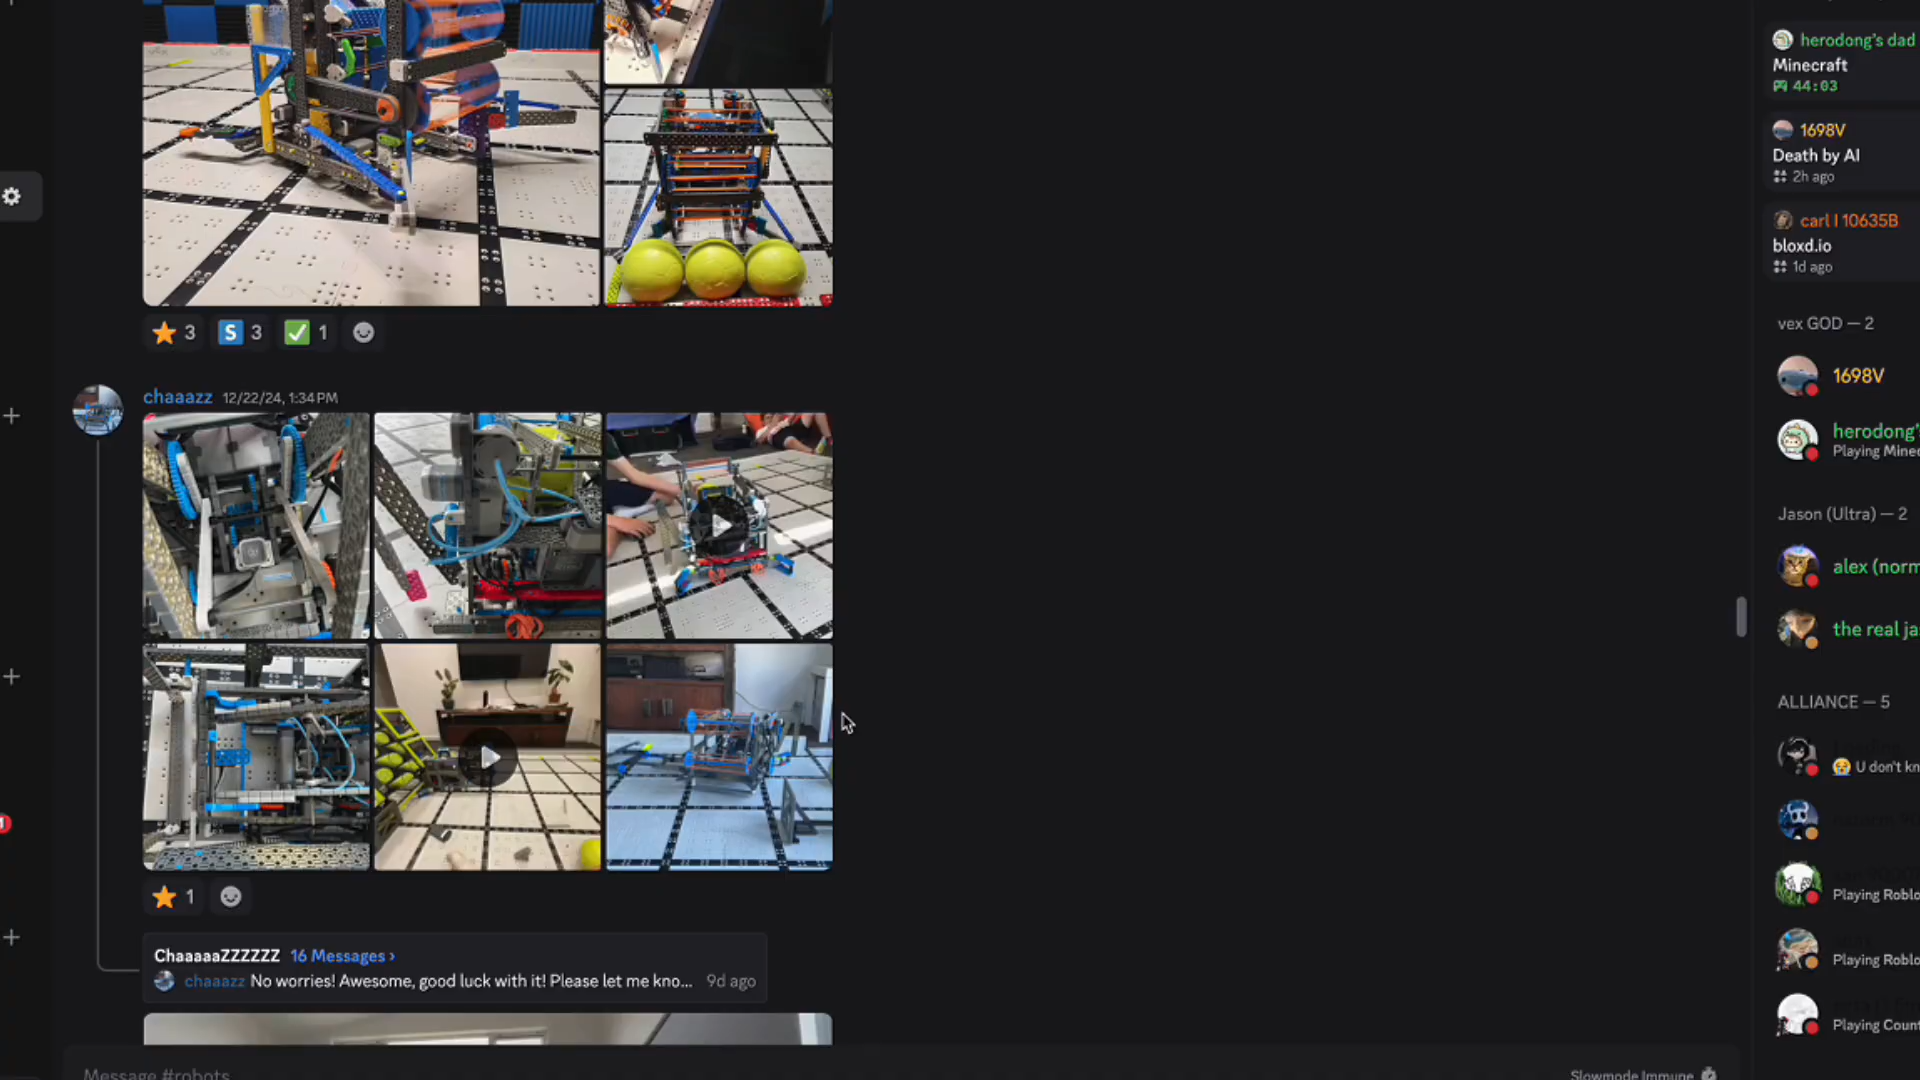 ⭐ 3 S 3 ✅ 1
chaaazz 12/22/24, 1:34 PM
⭐ 1
ChaaaaaZZZZZZ 16 Messages ›
chaaazz No worries! Awesome, good luck with it! Please let me kno... 9d ago
Message #robots
Slowmode Immune
herodong's dad
Minecraft
44:03
1698V
Death by AI
2h ago
carl | 10635B
bloxd.io
1d ago
vex GOD — 2
1698V
herodong's
Playing Minec
Jason (Ultra) — 2
alex (norm
the real ja
ALLIANCE — 5
U don't kn
Playing Roblo
Playing Roblo
Playing Count